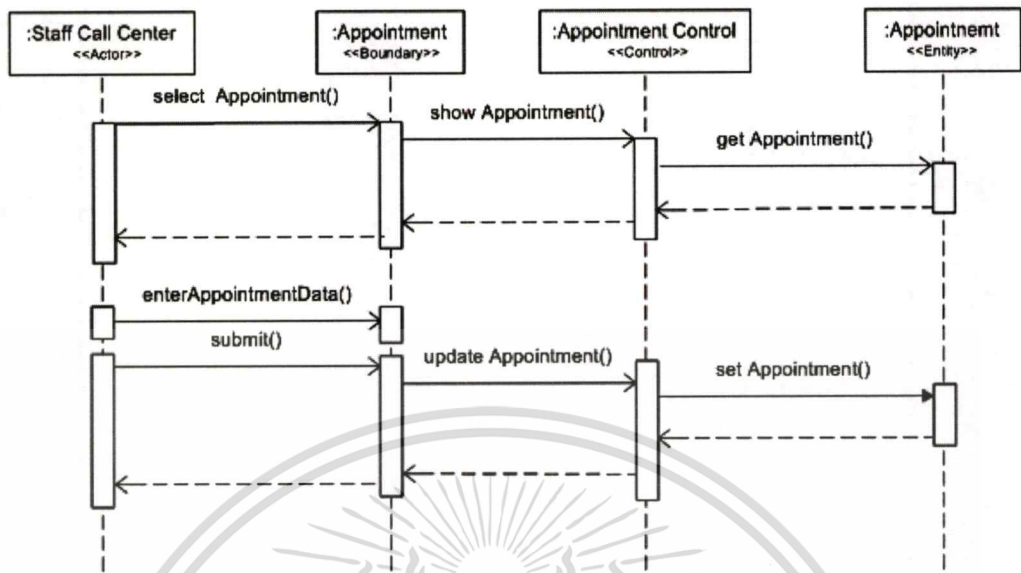 :Staff Call Center
<<Actor>>
:Appointment
<<Boundary>>
:Appointment Control
<<Control>>
:Appointnemt
<<Entity>>
select Appointment()
show Appointment()
get Appointment()
enterAppointmentData()
submit()
update Appointment()
set Appointment()